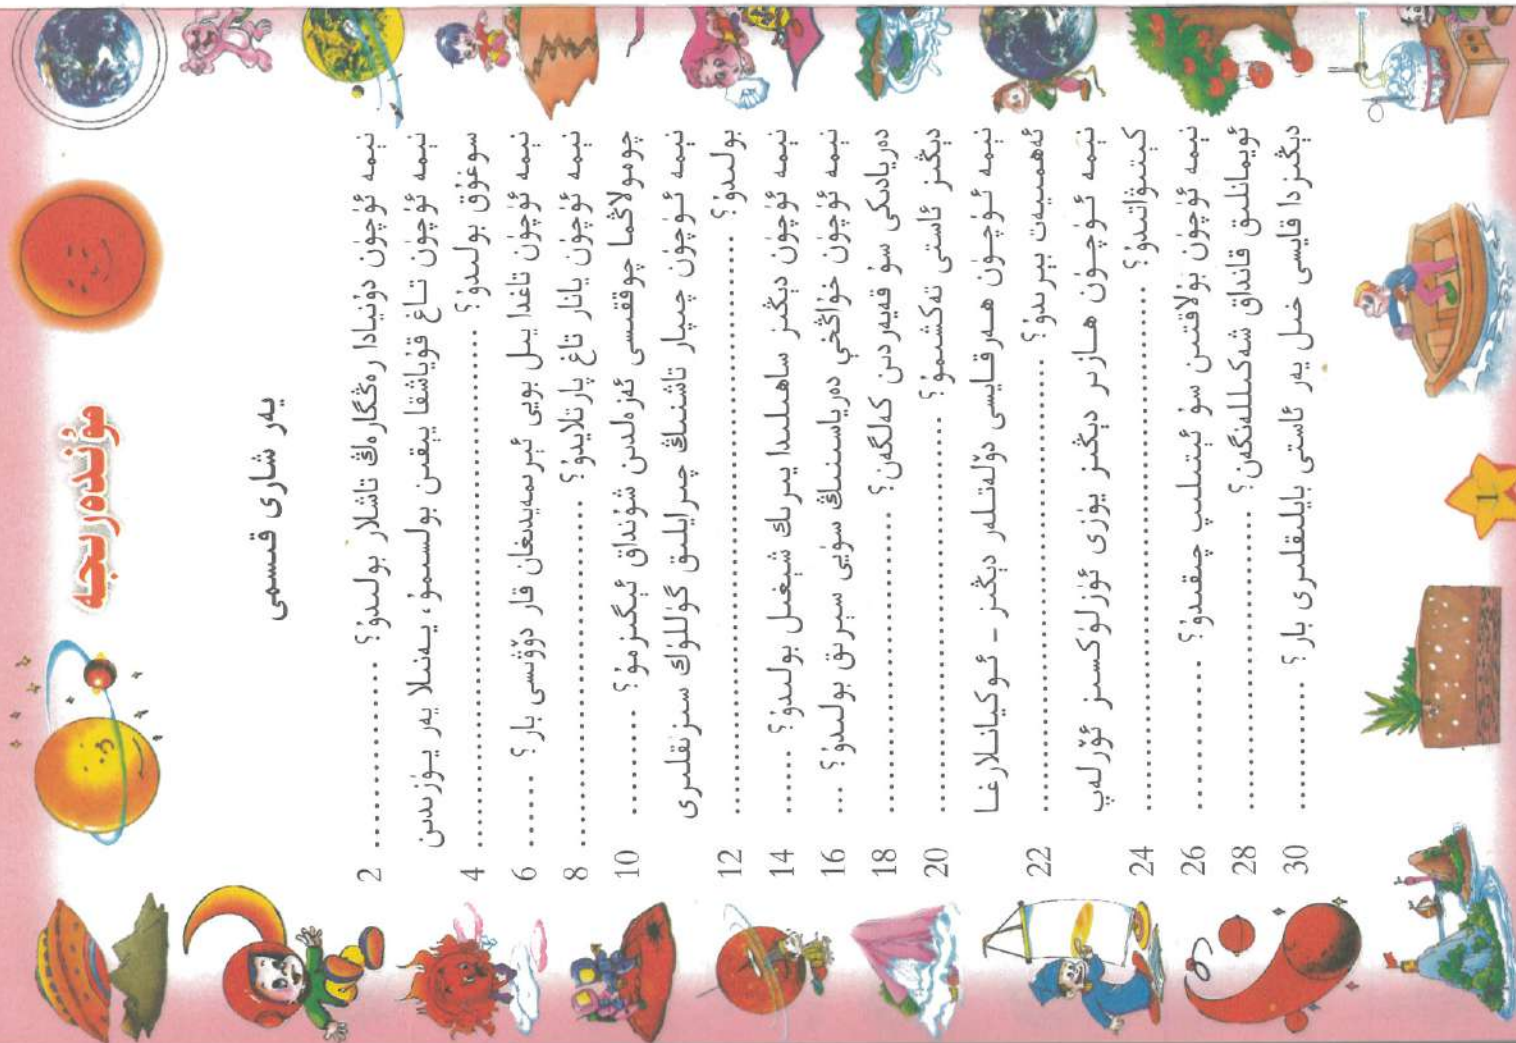 مۇندەرىجە
يەر شارى قىسمى
نېمە ئۈچۈن دۇنيادا رەڭگارەڭ تاشلار بولىدۇ؟ ............... 2
نېمە ئۈچۈن تاغ قۇياشقا يېقىن بولسىمۇ، يەنىلا يەر يۈزىدىن
سوغۇق بولىدۇ؟ ............................................... 4
نېمە ئۈچۈن تاغدا يىل بويى ئېرىمەيدىغان قار دۆۋىسى بار؟ ...... 6
نېمە ئۈچۈن يانار تاغ پارتلايدۇ؟ ............................. 8
چومولاڭما چوققىسى ئەزەلدىن شۇنداق ئېگىزمۇ؟ ......... 10
نېمە ئۈچۈن چىپار تاشنىڭ چىرايلىق گۈللۈك سىزىقلىرى
بولىدۇ؟ ....................................................... 12
نېمە ئۈچۈن دېڭىز ساھىلىدا يىرىك شېغىل بولىدۇ؟ ...... 14
نېمە ئۈچۈن خۇاڭخې دەرياسىنىڭ سۈيى سېرىق بولىدۇ؟ ... 16
دەريادىكى سۇ قەيەردىن كەلگەن؟ ............................ 18
دېڭىز ئاستى تەكشىمۇ؟ ..................................... 20
نېمە ئۈچۈن ھەرقايسى دۆلەتلەر دېڭىز - ئوكيانلارغا
ئەھمىيەت بېرىدۇ؟ .......................................... 22
نېمە ئۈچۈن ھازىر دېڭىز يۈزى ئۈزلۈكسىز ئۆرلەپ
كېتىۋاتىدۇ؟ ................................................. 24
نېمە ئۈچۈن بۇلاقتىن سۇ ئېتىلىپ چىقىدۇ؟ ................ 26
ئويمانلىق قانداق شەكىللەنگەن؟ ............................ 28
دېڭىزدا قايسى خىل يەر ئاستى بايلىقلىرى بار؟ ............ 30
1